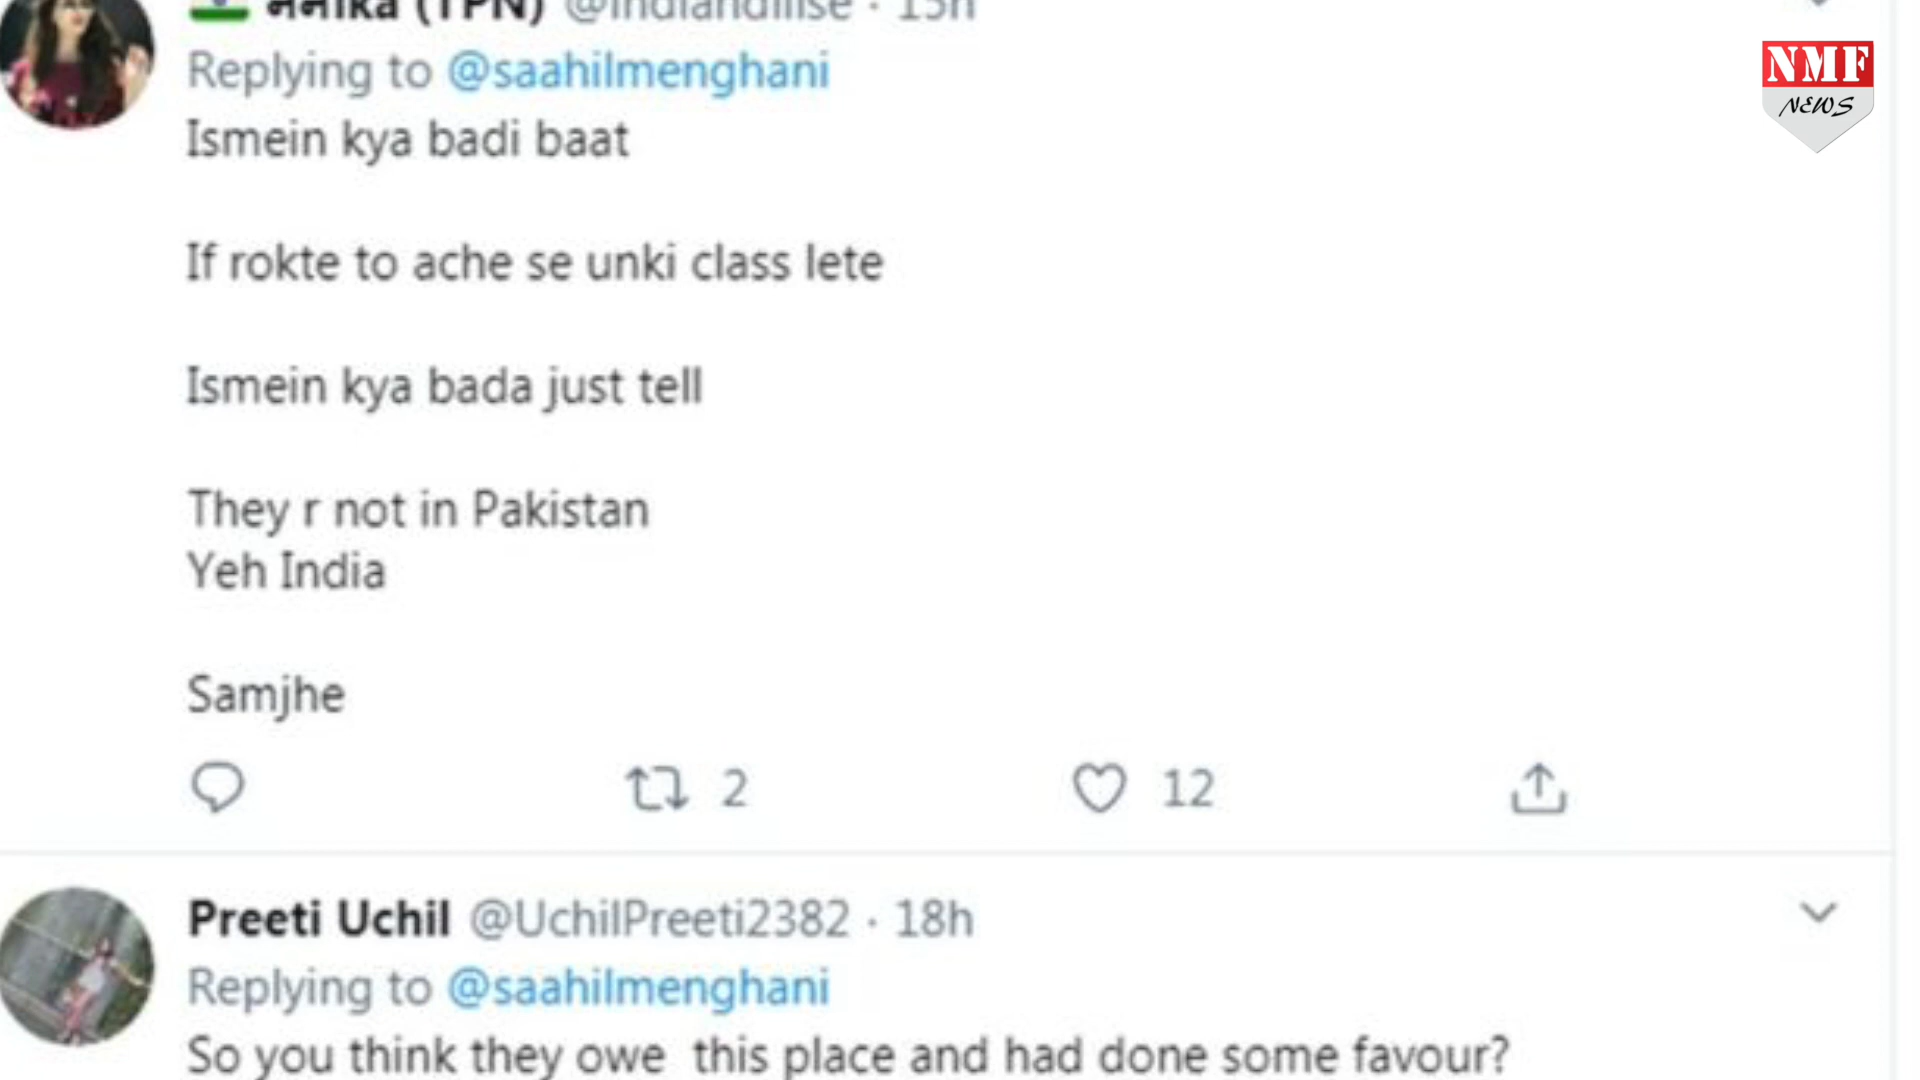 (TPN) · 15h
NMF
NEWS
Replying to @saahilmenghani
Ismein kya badi baat
If rokte to ache se unki class lete
Ismein kya bada just tell
They r not in Pakistan
Yeh India
Samjhe
2 12
Preeti Uchil @UchilPreeti2382 · 18h
Replying to @saahilmenghani
So you think they owe this place and had done some favour?